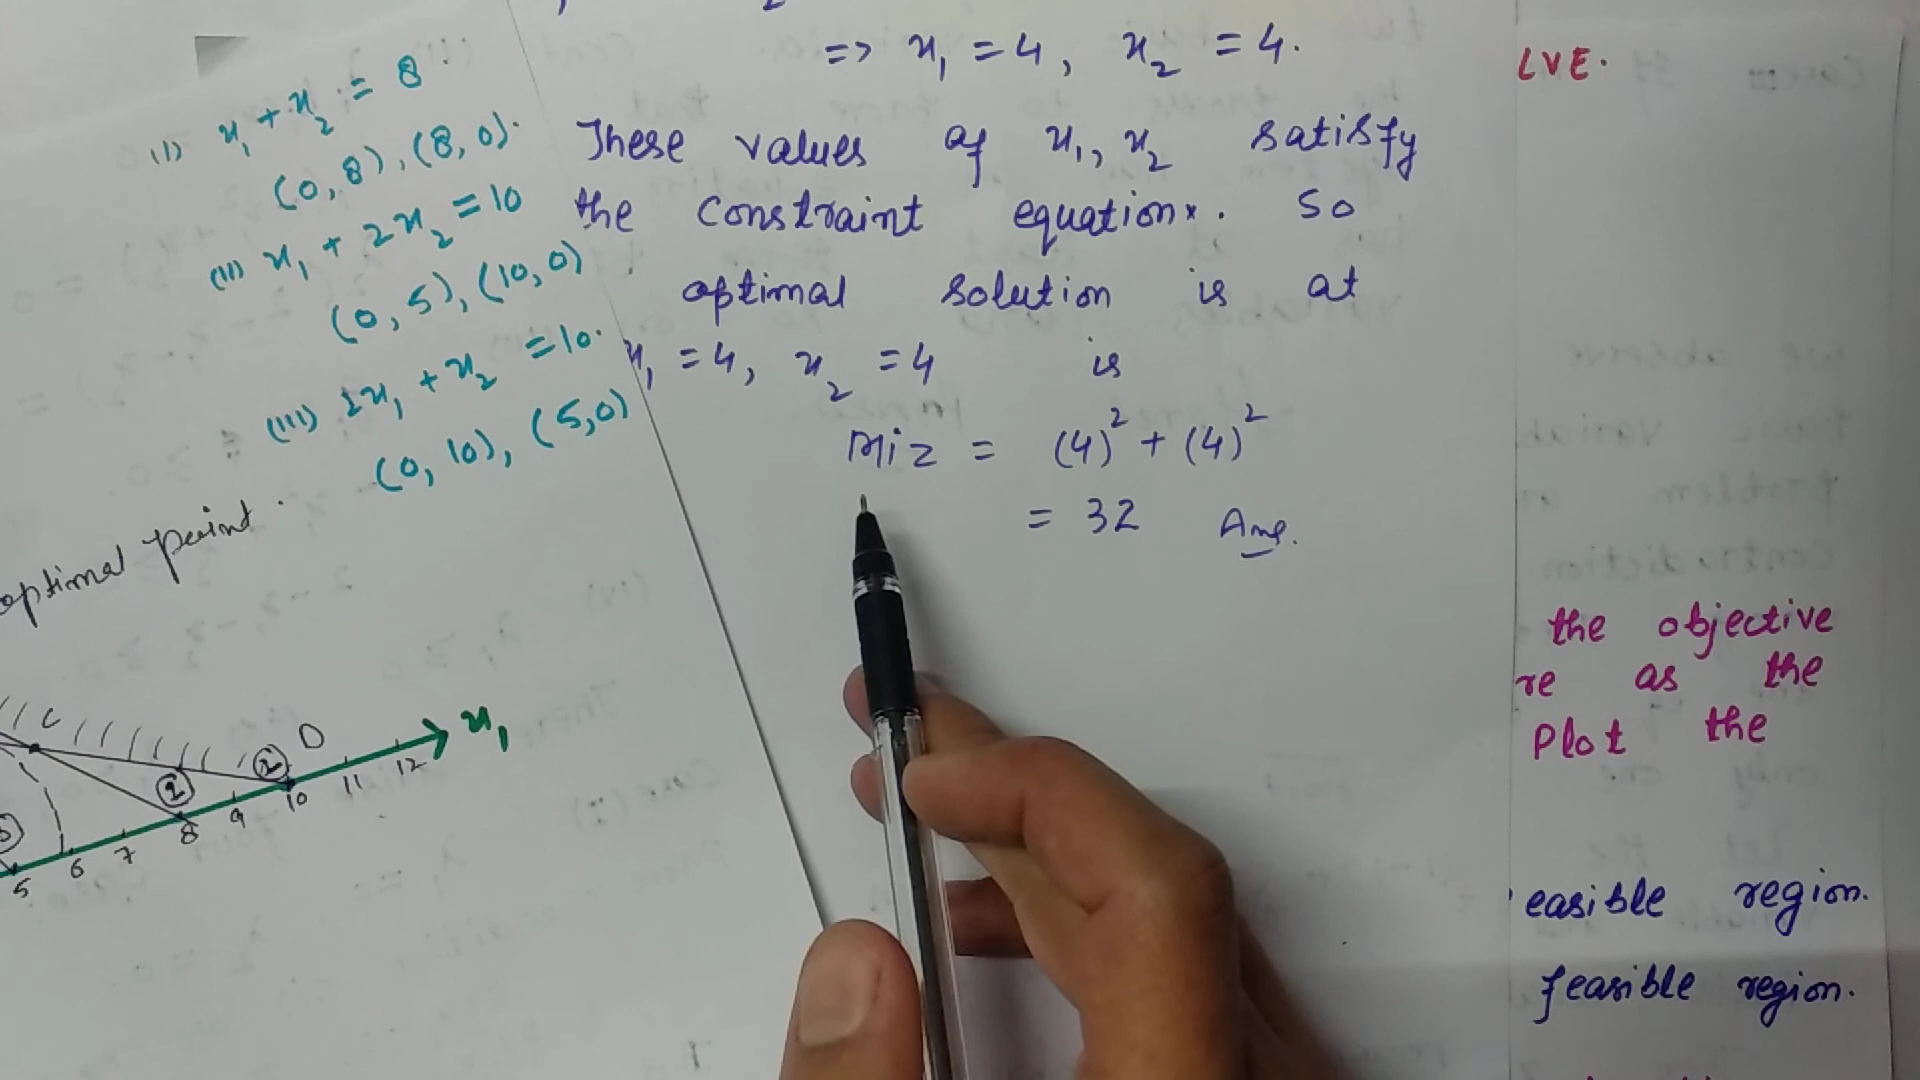 (I) x₁ + x₂ = 8
(0, 8), (8, 0).
(II) x₁ + 2x₂ = 10
(0, 5), (10, 0)
(III) 2x₁ + x₂ = 10.
(0, 10), (5, 0)
optimal point.
C
D
x₁
1
2
5 6 7 8 9 10 11 12
=> x₁ = 4, x₂ = 4.
These values of x₁, x₂ satisfy
the constraint equation. So
optimal solution is at
x₁ = 4, x₂ = 4 is
Miz = (4)² + (4)²
= 32 Ans.
LVE.
the objective
re as the
Plot the
easible region.
feasible region.